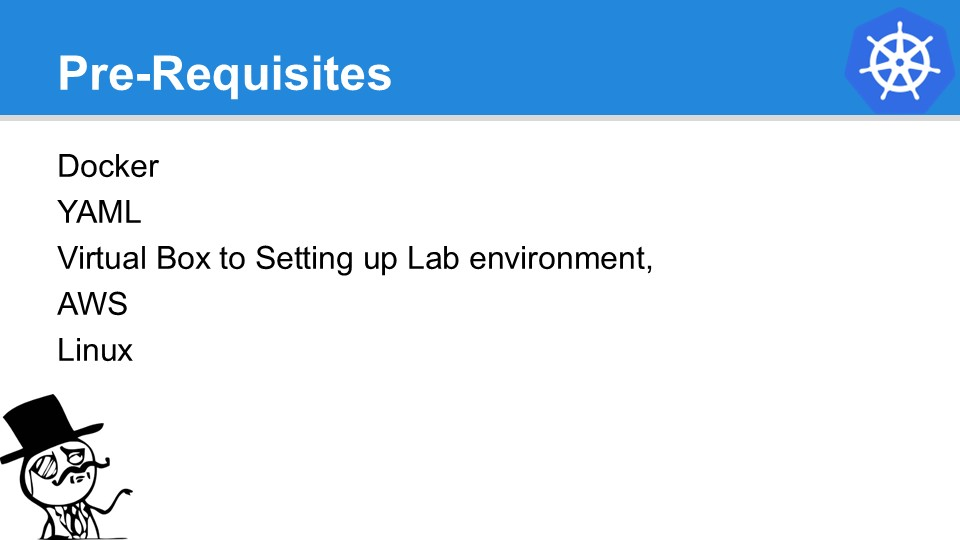 Pre-Requisites
Docker
YAML
Virtual Box to Setting up Lab environment,
AWS
Linux